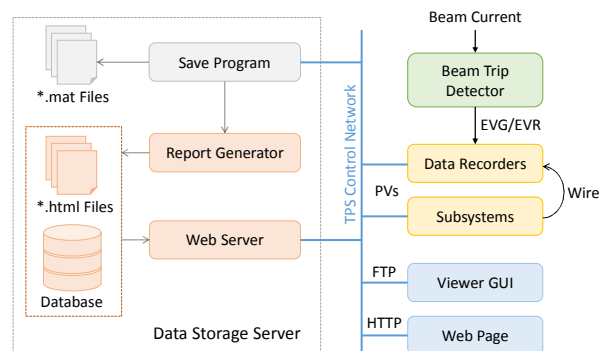 Beam Current
Save Program
Beam Trip
Detector
*.mat Files
EVG/EVR
Report Generator
TPS Control Network
Data Recorders
PVs
Wire
*.html Files
Subsystems
Web Server
FTP
Viewer GUI
Database
HTTP
Data Storage Server
Web Page